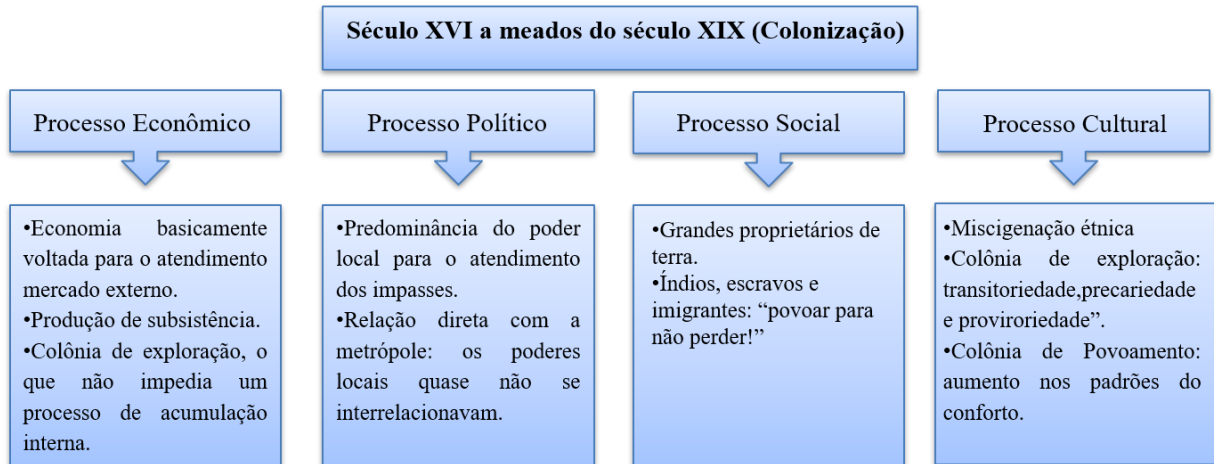 Século XVI a meados do século XIX (Colonização)
Processo Econômico
•Economia basicamente
voltada para o atendimento
mercado externo.
•Produção de subsistência.
•Colônia de exploração, o
que não impedia um
processo de acumulação
interna.
Processo Político
•Predominância do poder
local para o atendimento
dos impasses.
•Relação direta com a
metrópole: os poderes
locais quase não se
interrelacionavam.
Processo Social
•Grandes proprietários de
terra.
•Índios, escravos e
imigrantes: “povoar para
não perder!”
Processo Cultural
•Miscigenação étnica
•Colônia de exploração:
transitoriedade,precariedade
e proviroriedade”.
•Colônia de Povoamento:
aumento nos padrões do
conforto.